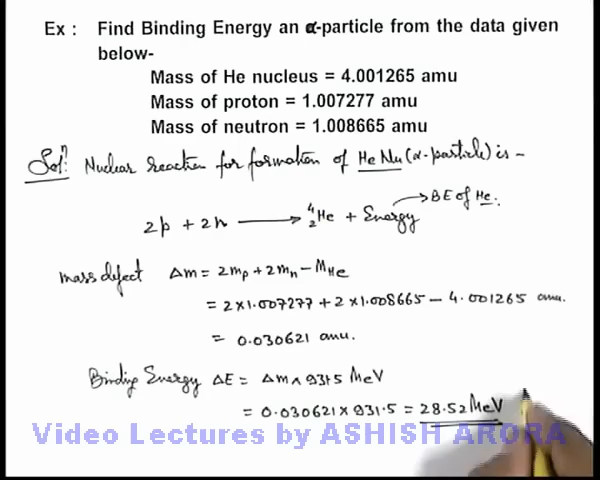 Ex : Find Binding Energy an α-particle from the data given
below-
Mass of He nucleus = 4.001265 amu
Mass of proton = 1.007277 amu
Mass of neutron = 1.008665 amu
Solⁿ. Nuclear reaction for formation of He Nu (α-particle) is -
2p + 2n ⟶ ⁴₂He + Energy → BE of He.
mass defect Δm = 2mp + 2mn - MHe
= 2×1.007277 + 2×1.008665 - 4.001265 amu.
= 0.030621 amu.
Binding Energy ΔE = Δm × 931.5 MeV
= 0.030621 × 931.5 = 28.52 MeV
Video Lectures by ASHISH ARORA